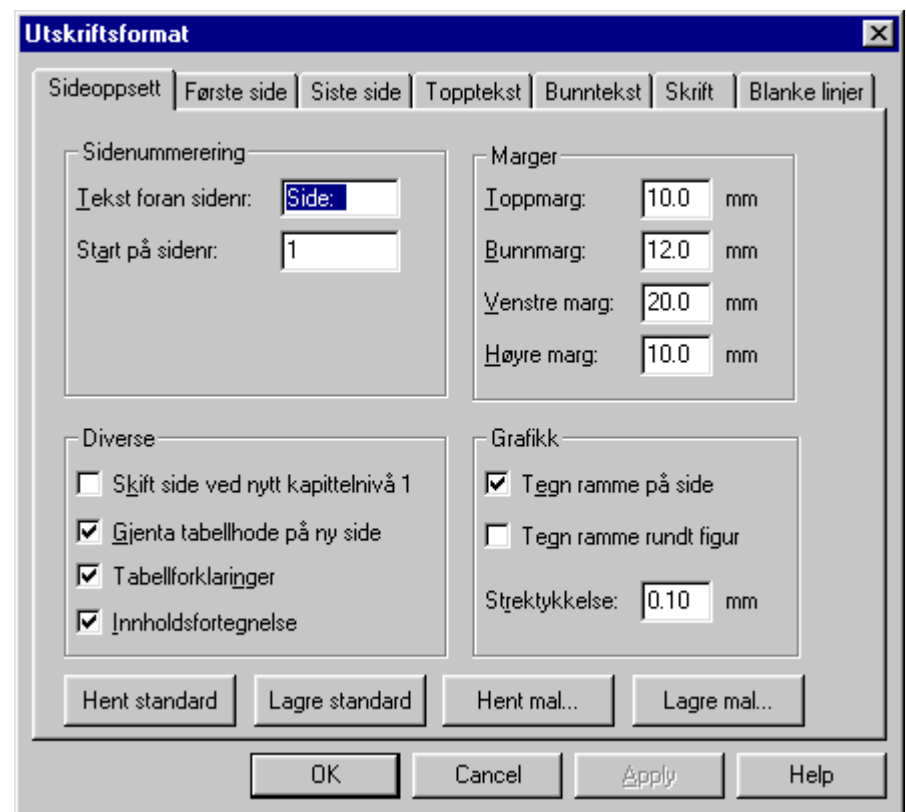 Utskriftsformat
Sideoppsett Første side Siste side Topptekst Bunntekst Skrift Blanke linjer
Sidenummerering
Tekst foran sidenr: Side:
Start på sidenr: 1
Marger
Toppmarg: 10.0 mm
Bunnmarg: 12.0 mm
Venstre marg: 20.0 mm
Høyre marg: 10.0 mm
Diverse
Skift side ved nytt kapittelnivå 1
Gjenta tabellhode på ny side
Tabellforklaringer
Innholdsfortegnelse
Grafikk
Tegn ramme på side
Tegn ramme rundt figur
Strektykkelse: 0.10 mm
Hent standard Lagre standard Hent mal... Lagre mal...
OK Cancel Apply Help